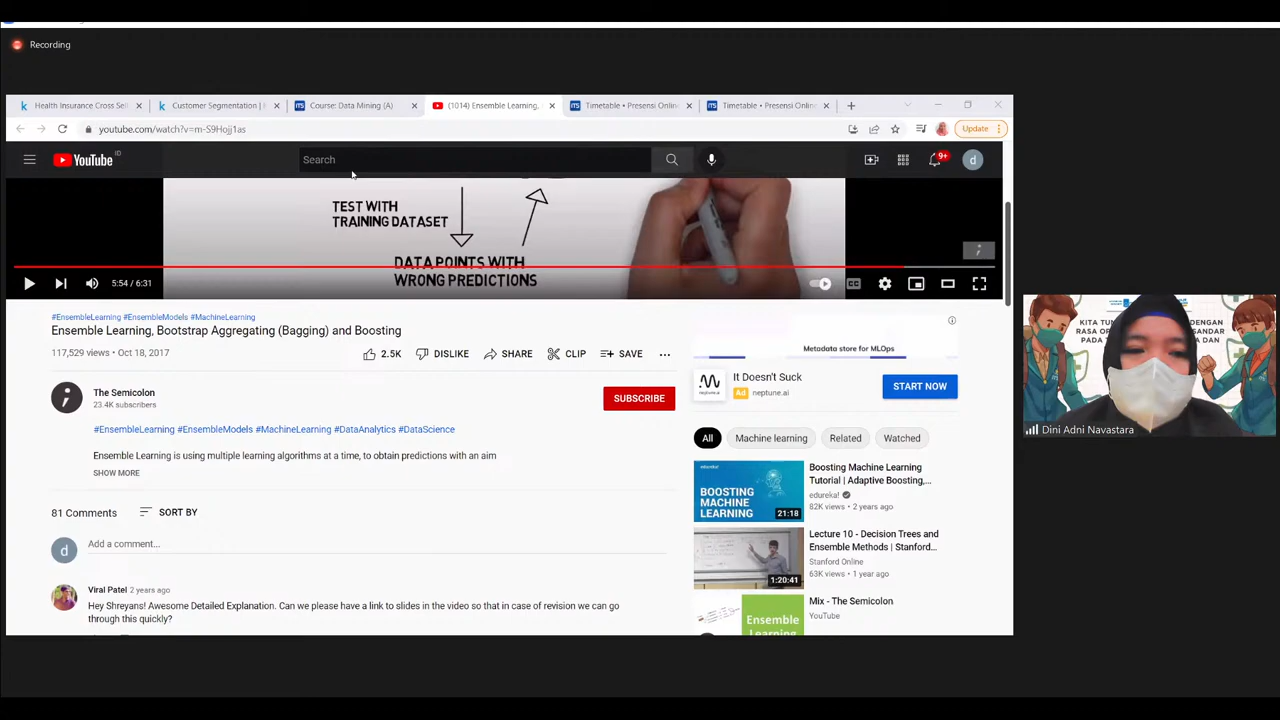 Recording
Health Insurance Cross Sel
Customer Segmentation |
ITS Course: Data Mining (A)
(1014) Ensemble Learning,
ITS Timetable • Presensi Onlin
ITS Timetable • Presensi Onlin
youtube.com/watch?v=m-S9Hojj1as
Update
YouTube ID
Search
9+
d
TEST WITH
TRAINING DATASET
DATA POINTS WITH
WRONG PREDICTIONS
5:54 / 6:31
CC
#EnsembleLearning #EnsembleModels #MachineLearning
Ensemble Learning, Bootstrap Aggregating (Bagging) and Boosting
117,529 views • Oct 18, 2017
2.5K DISLIKE SHARE CLIP SAVE
The Semicolon
23.4K subscribers
SUBSCRIBE
#EnsembleLearning #EnsembleModels #MachineLearning #DataAnalytics #DataScience
Ensemble Learning is using multiple learning algorithms at a time, to obtain predictions with an aim
SHOW MORE
81 Comments SORT BY
d
Add a comment...
Viral Patel 2 years ago
Hey Shreyans! Awesome Detailed Explanation. Can we please have a link to slides in the video so that in case of revision we can go
through this quickly?
Metadata store for MLOps
It Doesn't Suck
Ad neptune.ai
START NOW
All Machine learning Related Watched
edureka!
BOOSTING
MACHINE
LEARNING
21:18
Boosting Machine Learning
Tutorial | Adaptive Boosting,...
edureka!
82K views • 2 years ago
1:20:41
Lecture 10 - Decision Trees and
Ensemble Methods | Stanford...
Stanford Online
63K views • 1 year ago
Ensemble
Learning
Mix - The Semicolon
YouTube
KITA
DENGAN
RASA
PADA
DAN
Dini Adni Navastara